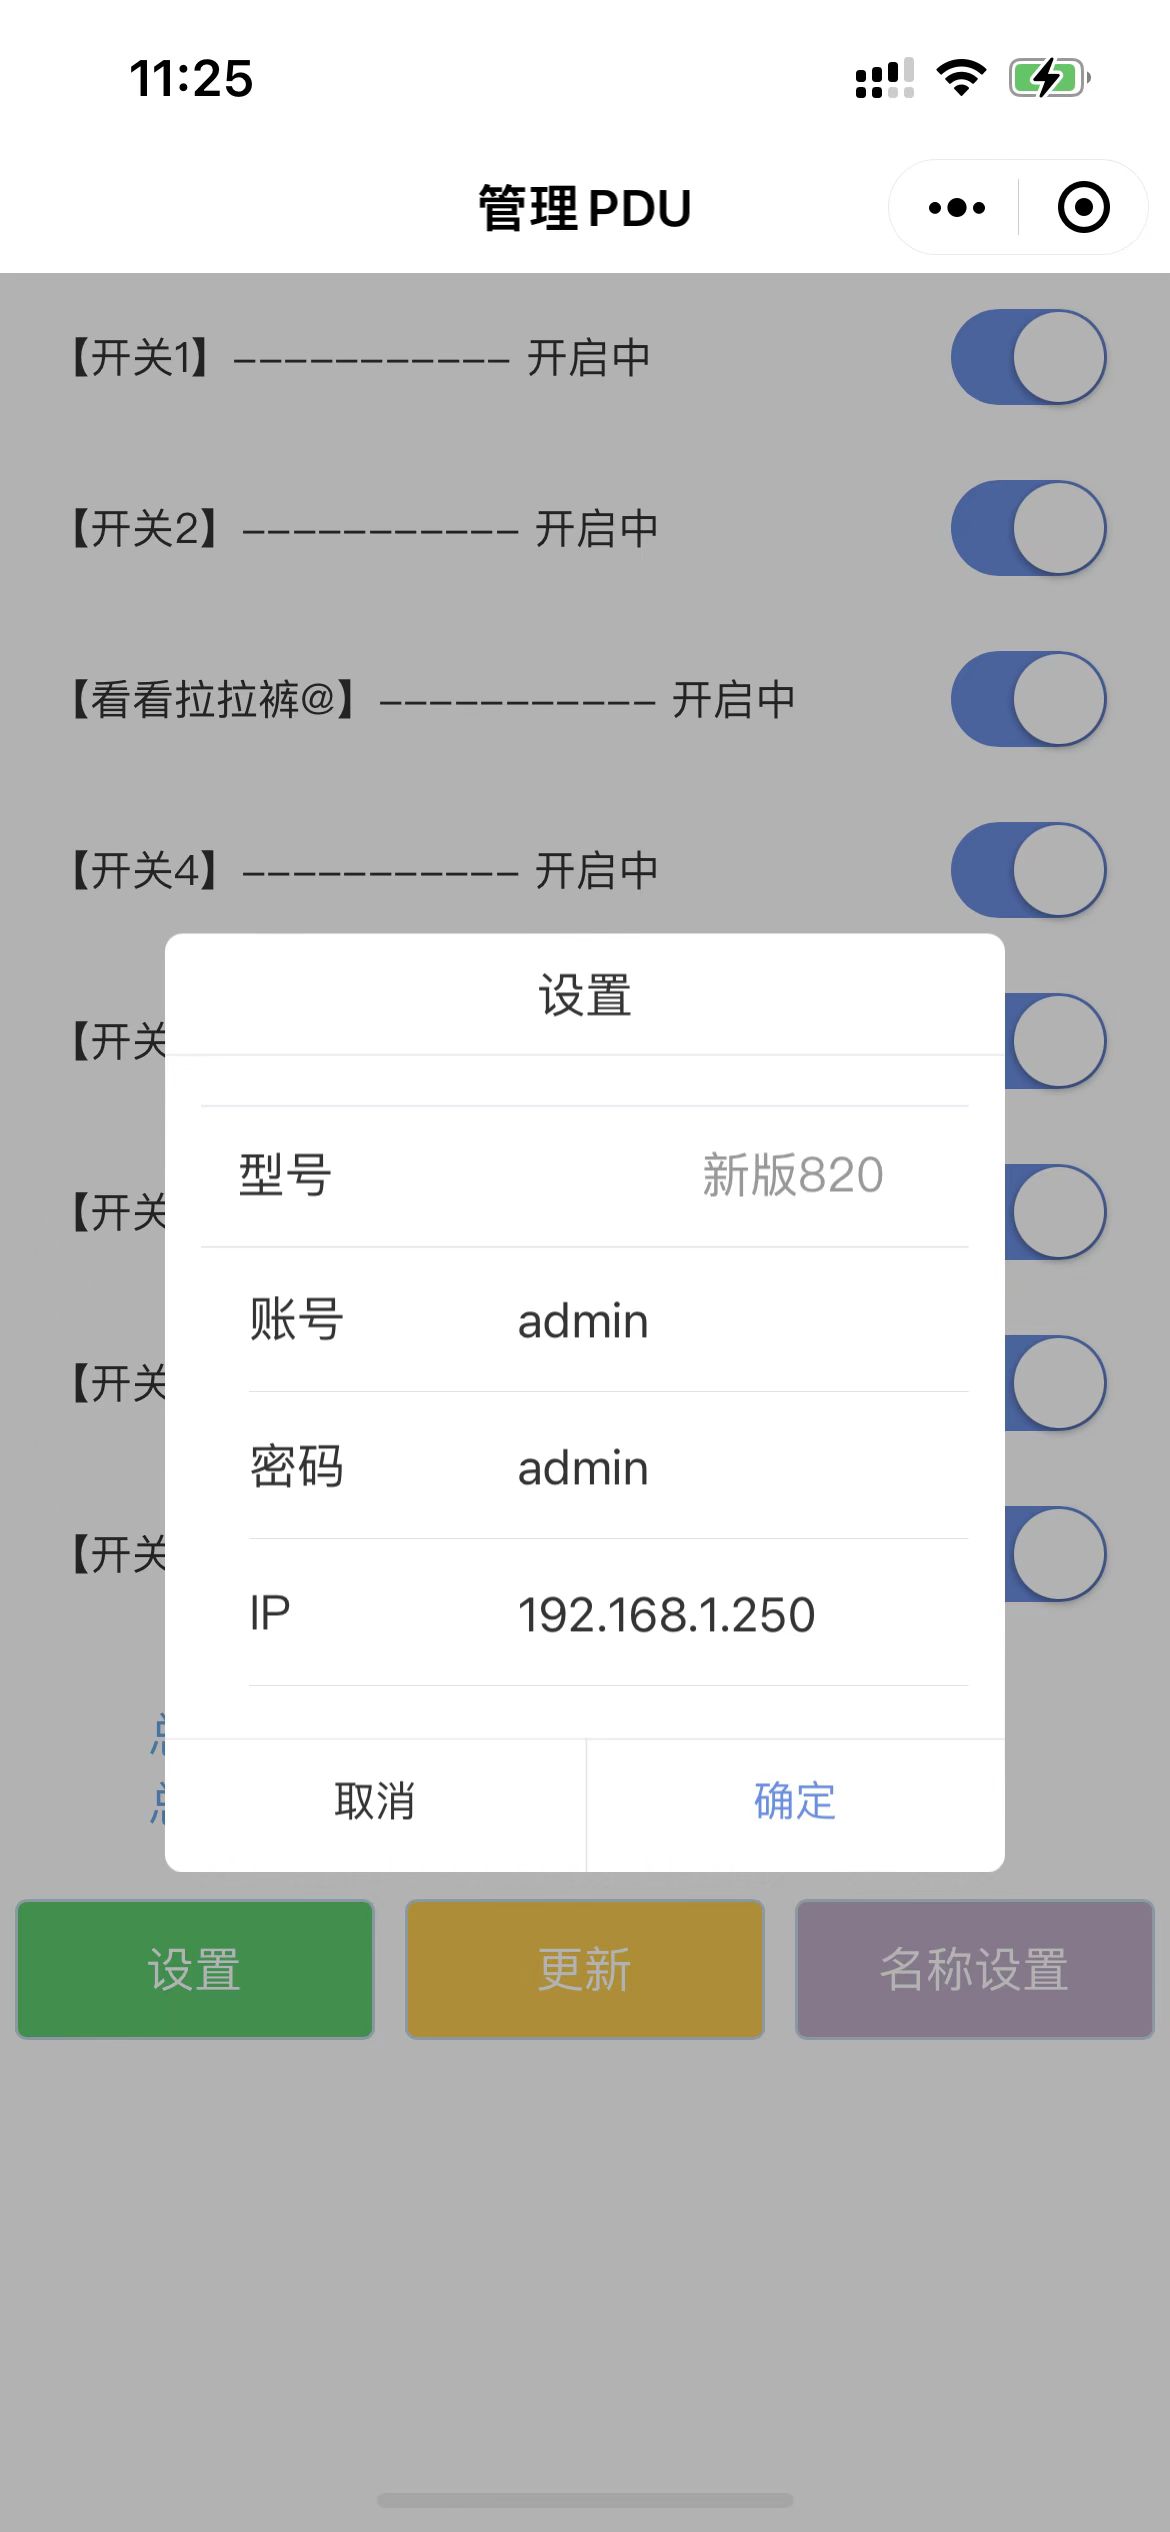 11:25
管理 PDU
【开关1】----------- 开启中
【开关2】----------- 开启中
【看看拉拉裤@】----------- 开启中
【开关4】----------- 开启中
设置
【开关
型号 新版820
【开关
账号 admin
【开关
密码 admin
【开关
IP 192.168.1.250
取消 确定
设置 更新 名称设置